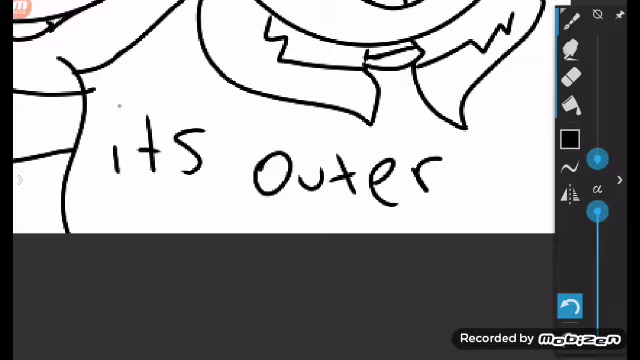 its outer
α
Recorded by MOBIZEN